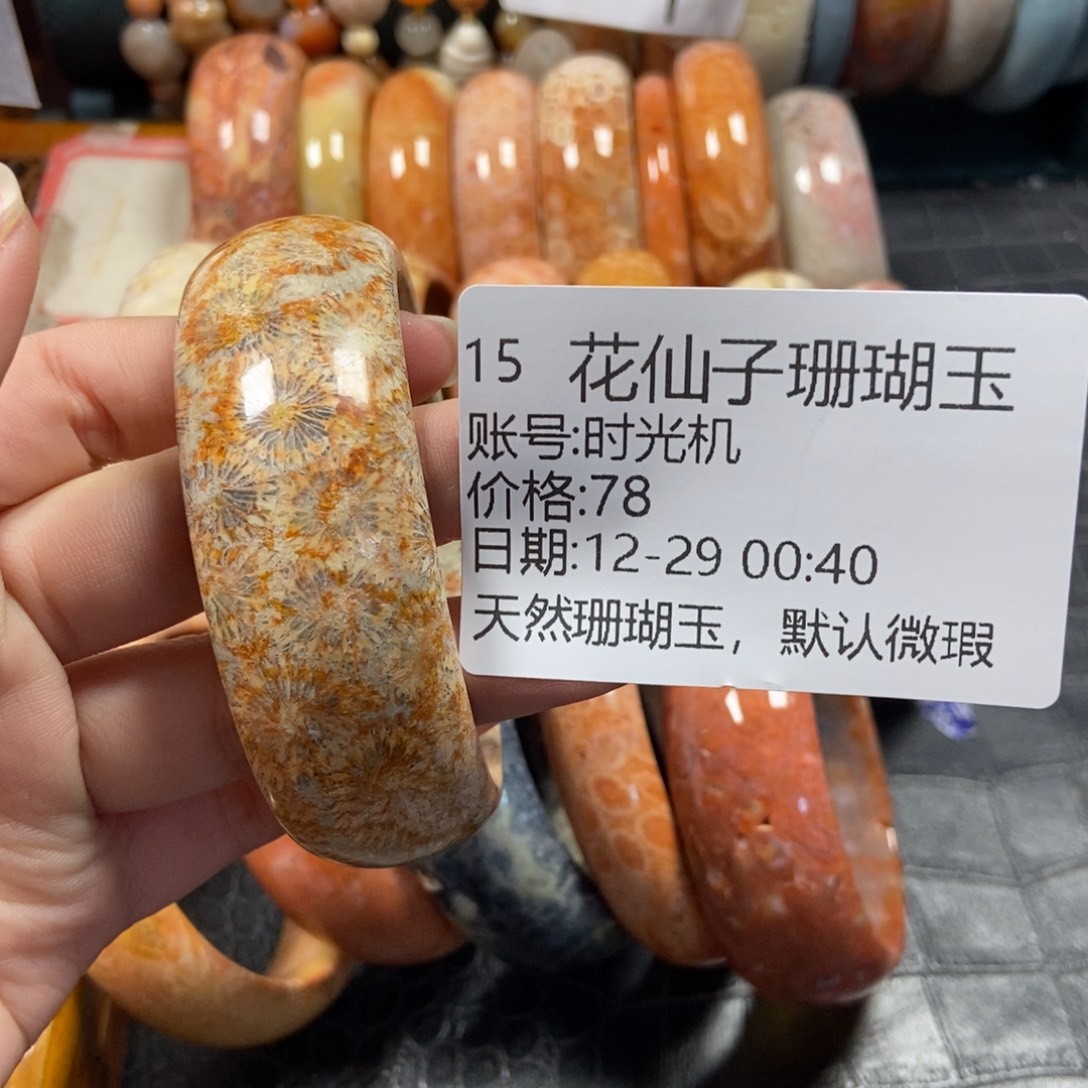 15 花仙子珊瑚玉
账号:时光机
价格:78
日期:12-29 00:40
天然珊瑚玉，默认微瑕